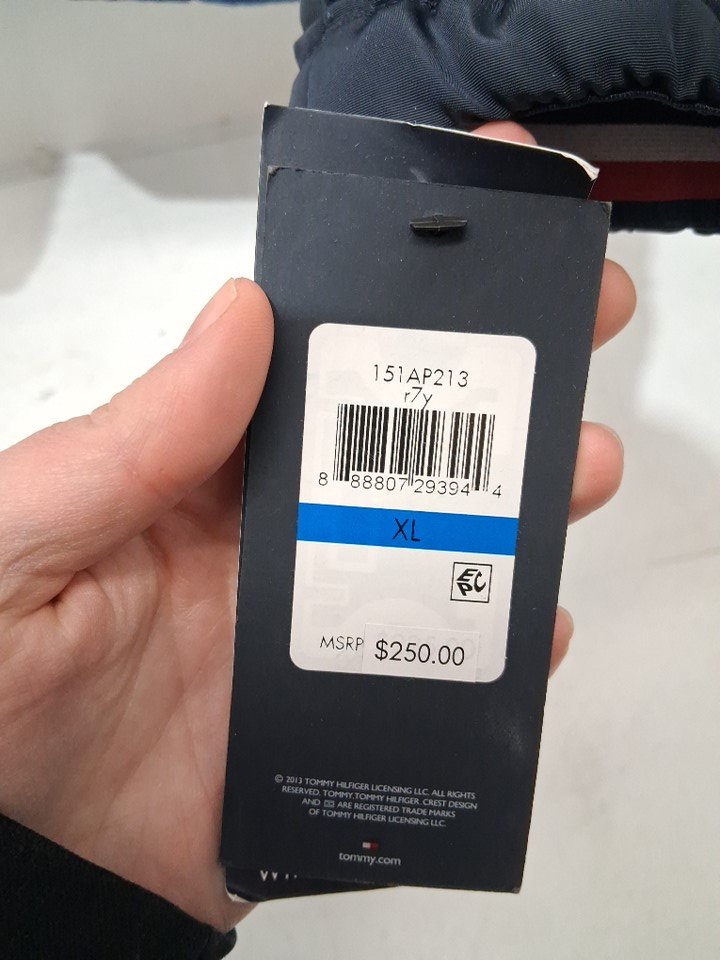 151AP213
r7y
8 88807 29394 4
XL
EPC
MSRP $250.00
© 2013 TOMMY HILFIGER LICENSING LLC. ALL RIGHTS
RESERVED. TOMMY.TOMMY HILFIGER. CREST DESIGN
AND ARE REGISTERED TRADE MARKS
OF TOMMY HILFIGER LICENSING LLC.
tommy.com